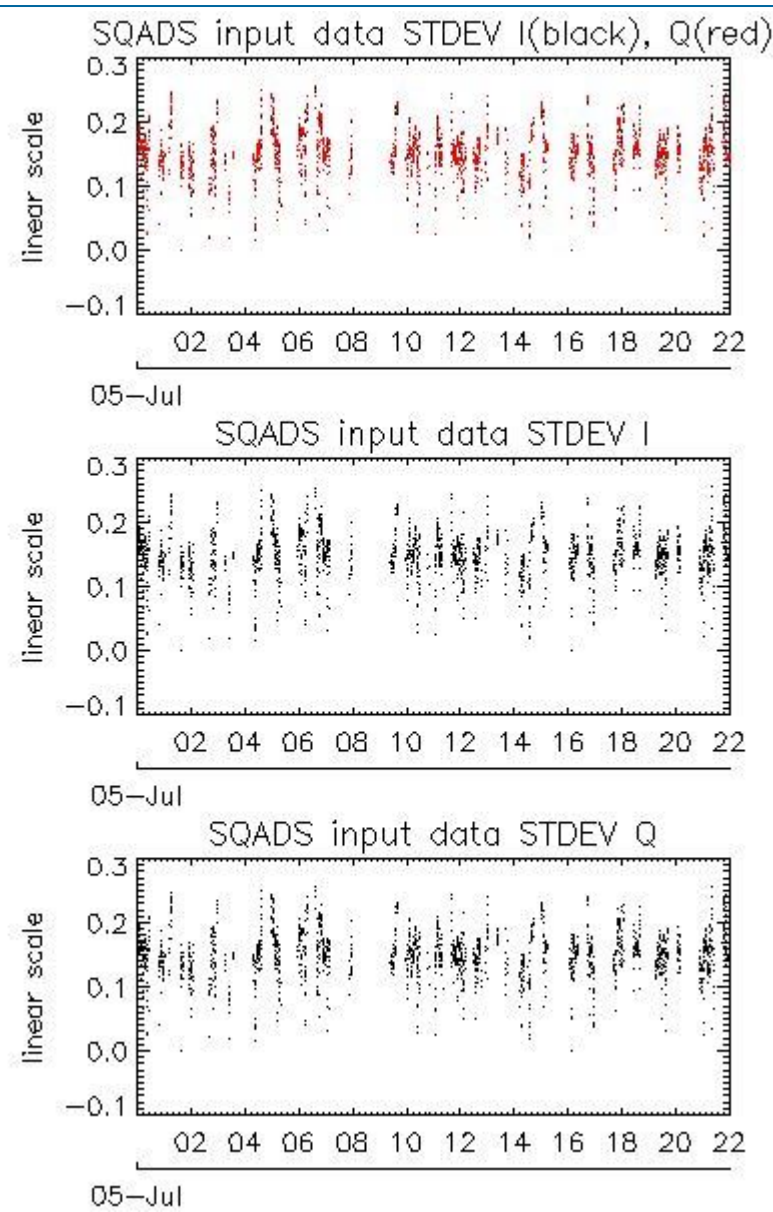 SQADS input data STDEV I(black), Q(red)
0.3
0.2
0.1
0.0
-0.1
linear scale
02 04 06 08 10 12 14 16 18 20 22
05-Jul
SQADS input data STDEV I
0.3
0.2
0.1
0.0
-0.1
linear scale
02 04 06 08 10 12 14 16 18 20 22
05-Jul
SQADS input data STDEV Q
0.3
0.2
0.1
0.0
-0.1
linear scale
02 04 06 08 10 12 14 16 18 20 22
05-Jul